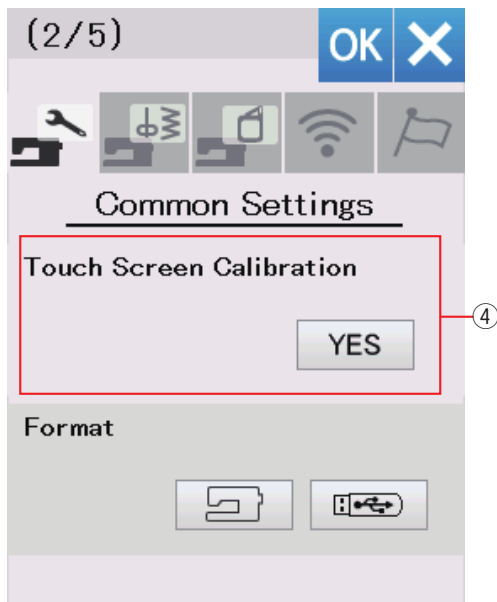 (2/5)
OK
Common Settings
Touch Screen Calibration
YES
④
Format